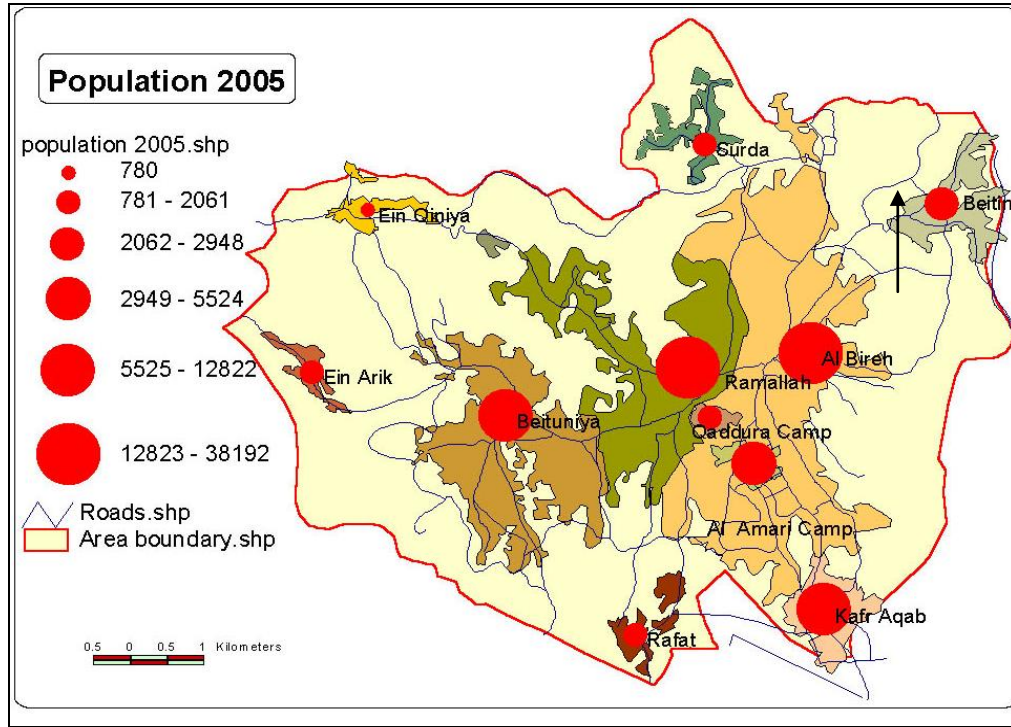 Population 2005
population 2005.shp
780
781 - 2061
2062 - 2948
2949 - 5524
5525 - 12822
12823 - 38192
Roads.shp
Area boundary.shp
0.5 0 0.5 1 Kilometers
Surda
Beitin
Ein Qiniya
Al Bireh
Ein Arik
Ramallah
Beituniya
Qaddura Camp
Al Amari Camp
Kafr Aqab
Rafat